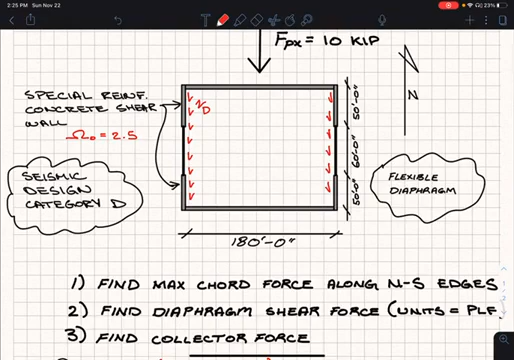 2:25 PM Sun Nov 22
23%
Fpx = 10 KIP
SPECIAL REINF.
CONCRETE SHEAR
WALL
Ωo = 2.5
N
50'-0"
60'-0"
50'-0"
SEISMIC
DESIGN
CATEGORY D
FLEXIBLE
DIAPHRAGM
180'-0"
1) FIND MAX CHORD FORCE ALONG N-S EDGES
2) FIND DIAPHRAGM SHEAR FORCE (UNITS = PLF
3) FIND COLLECTOR FORCE